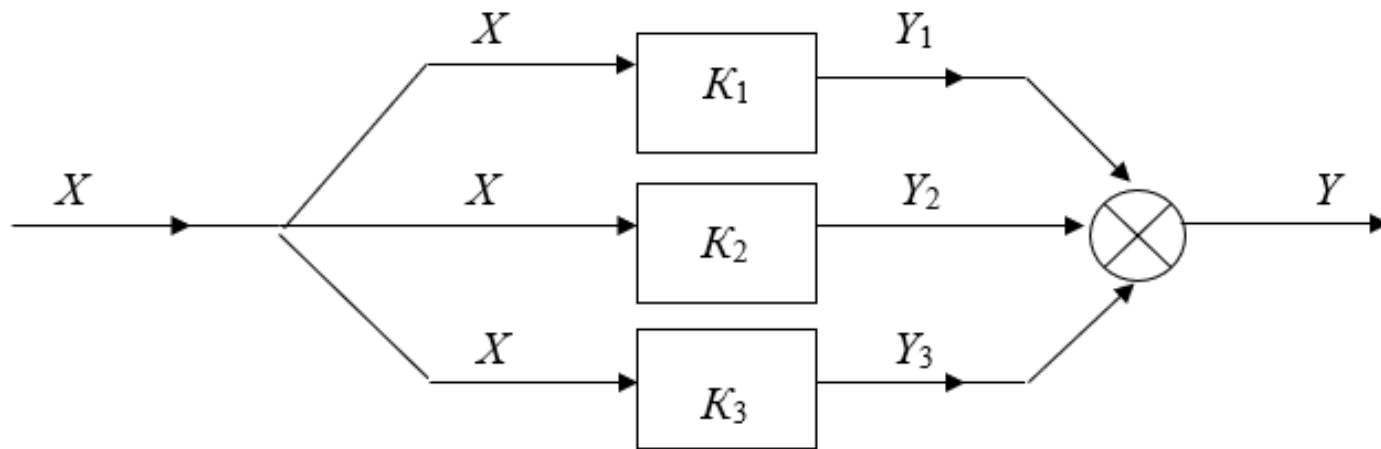 X K₁ Y₁
X X K₂ Y₂ Y
X K₃ Y₃